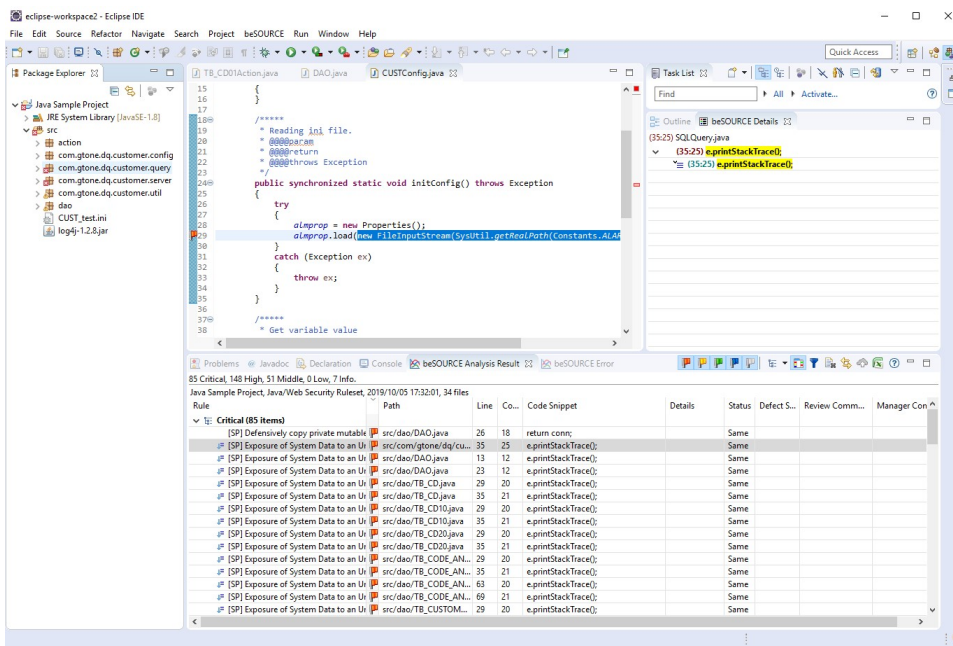 eclipse-workspace2 - Eclipse IDE
File Edit Source Refactor Navigate Search Project beSOURCE Run Window Help
Quick Access
Package Explorer
Java Sample Project
JRE System Library [JavaSE-1.8]
src
action
com.gtone.dq.customer.config
com.gtone.dq.customer.query
com.gtone.dq.customer.server
com.gtone.dq.customer.util
dao
CUST_test.ini
log4j-1.2.8.jar
TB_CD01Action.java DAO.java CUSTConfig.java
15 {
16 }
17
18 /*****
19 * Reading ini file.
20 * @@@@param
21 * @@@@return
22 * @@@@throws Exception
23 */
24 public synchronized static void initConfig() throws Exception
25 {
26 try
27 {
28 almprop = new Properties();
29 almprop.load(new FileInputStream(SysUtil.getRealPath(Constants.ALAR
30 }
31 catch (Exception ex)
32 {
33 throw ex;
34 }
35 }
36
37 /*****
38 * Get variable value
Task List
Find All Activate...
Outline beSOURCE Details
(35:25) SQLQuery.java
(35:25) e.printStackTrace();
(35:25) e.printStackTrace();
Problems Javadoc Declaration Console beSOURCE Analysis Result beSOURCE Error
85 Critical, 148 High, 51 Middle, 0 Low, 7 Info.
Java Sample Project, Java/Web Security Ruleset, 2019/10/05 17:32:01, 34 files
Rule Path Line Co... Code Snippet Details Status Defect S... Review Comm... Manager Con
Critical (85 items)
[SP] Defensively copy private mutable src/dao/DAO.java 26 18 return conn; Same
[SP] Exposure of System Data to an Ur src/com/gtone/dq/cu... 35 25 e.printStackTrace(); Same
[SP] Exposure of System Data to an Ur src/dao/DAO.java 13 12 e.printStackTrace(); Same
[SP] Exposure of System Data to an Ur src/dao/DAO.java 23 12 e.printStackTrace(); Same
[SP] Exposure of System Data to an Ur src/dao/TB_CD.java 29 20 e.printStackTrace(); Same
[SP] Exposure of System Data to an Ur src/dao/TB_CD.java 35 21 e.printStackTrace(); Same
[SP] Exposure of System Data to an Ur src/dao/TB_CD10.java 29 20 e.printStackTrace(); Same
[SP] Exposure of System Data to an Ur src/dao/TB_CD10.java 35 21 e.printStackTrace(); Same
[SP] Exposure of System Data to an Ur src/dao/TB_CD20.java 29 20 e.printStackTrace(); Same
[SP] Exposure of System Data to an Ur src/dao/TB_CD20.java 35 21 e.printStackTrace(); Same
[SP] Exposure of System Data to an Ur src/dao/TB_CODE_AN... 29 20 e.printStackTrace(); Same
[SP] Exposure of System Data to an Ur src/dao/TB_CODE_AN... 35 21 e.printStackTrace(); Same
[SP] Exposure of System Data to an Ur src/dao/TB_CODE_AN... 63 20 e.printStackTrace(); Same
[SP] Exposure of System Data to an Ur src/dao/TB_CODE_AN... 69 21 e.printStackTrace(); Same
[SP] Exposure of System Data to an Ur src/dao/TB_CUSTOM... 29 20 e.printStackTrace(); Same